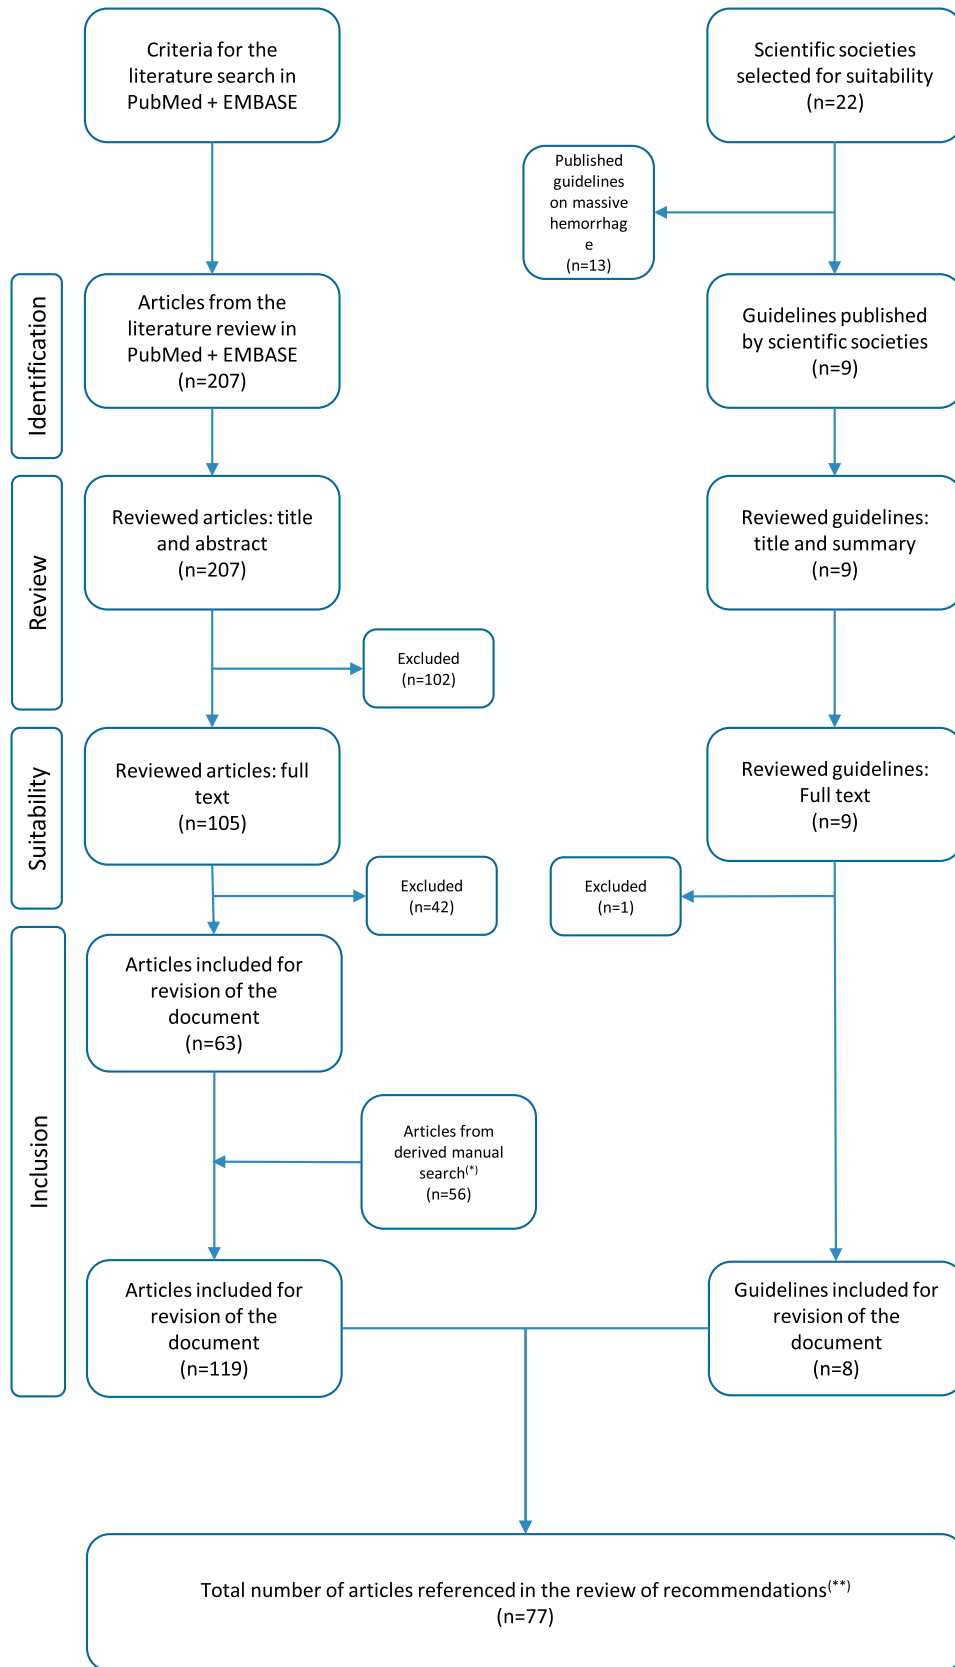 Criteria for the
literature search in
PubMed + EMBASE
Scientific societies
selected for suitability
(n=22)
Published
guidelines
on massive
hemorrhag
e
(n=13)
Identification
Articles from the
literature review in
PubMed + EMBASE
(n=207)
Guidelines published
by scientific societies
(n=9)
Review
Reviewed articles: title
and abstract
(n=207)
Reviewed guidelines:
title and summary
(n=9)
Excluded
(n=102)
Suitability
Reviewed articles: full
text
(n=105)
Reviewed guidelines:
Full text
(n=9)
Excluded
(n=42)
Excluded
(n=1)
Inclusion
Articles included for
revision of the
document
(n=63)
Articles from
derived manual
search(*)
(n=56)
Articles included for
revision of the
document
(n=119)
Guidelines included for
revision of the
document
(n=8)
Total number of articles referenced in the review of recommendations(**)
(n=77)